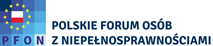 POLSKIE FORUM OSÓB
Z NIEPEŁNOSPRAWNOŚCIAMI
PFON